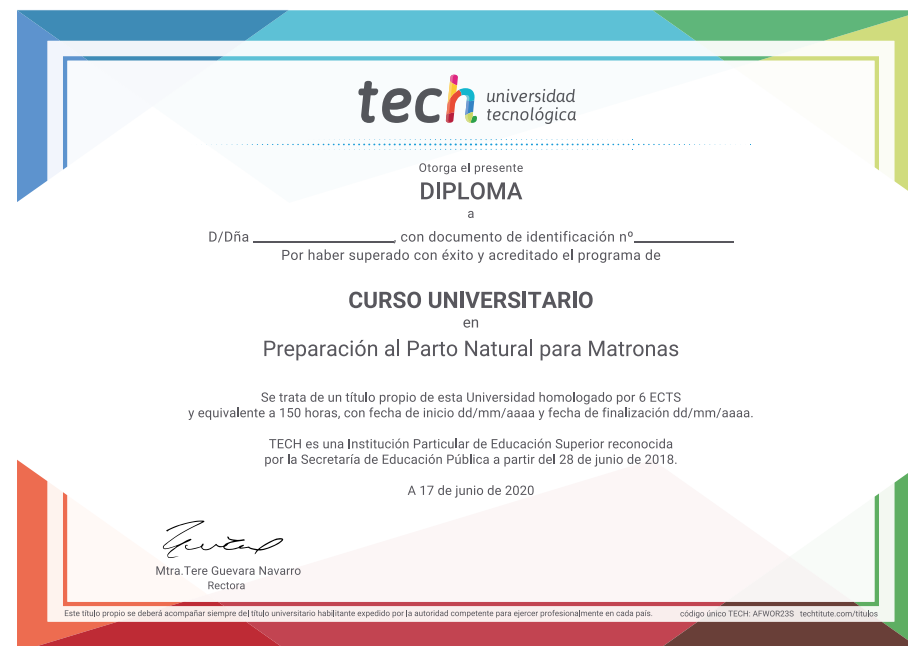 tech universidad
tecnológica
Otorga el presente
DIPLOMA
a
D/Dña ____________________, con documento de identificación nº______________
Por haber superado con éxito y acreditado el programa de
CURSO UNIVERSITARIO
en
Preparación al Parto Natural para Matronas
Se trata de un título propio de esta Universidad homologado por 6 ECTS
y equivalente a 150 horas, con fecha de inicio dd/mm/aaaa y fecha de finalización dd/mm/aaaa.
TECH es una Institución Particular de Educación Superior reconocida
por la Secretaría de Educación Pública a partir del 28 de junio de 2018.
A 17 de junio de 2020
Mtra.Tere Guevara Navarro
Rectora
Este título propio se deberá acompañar siempre del título universitario habilitante expedido por la autoridad competente para ejercer profesionalmente en cada país. código único TECH: AFWOR23S techtitute.com/titulos